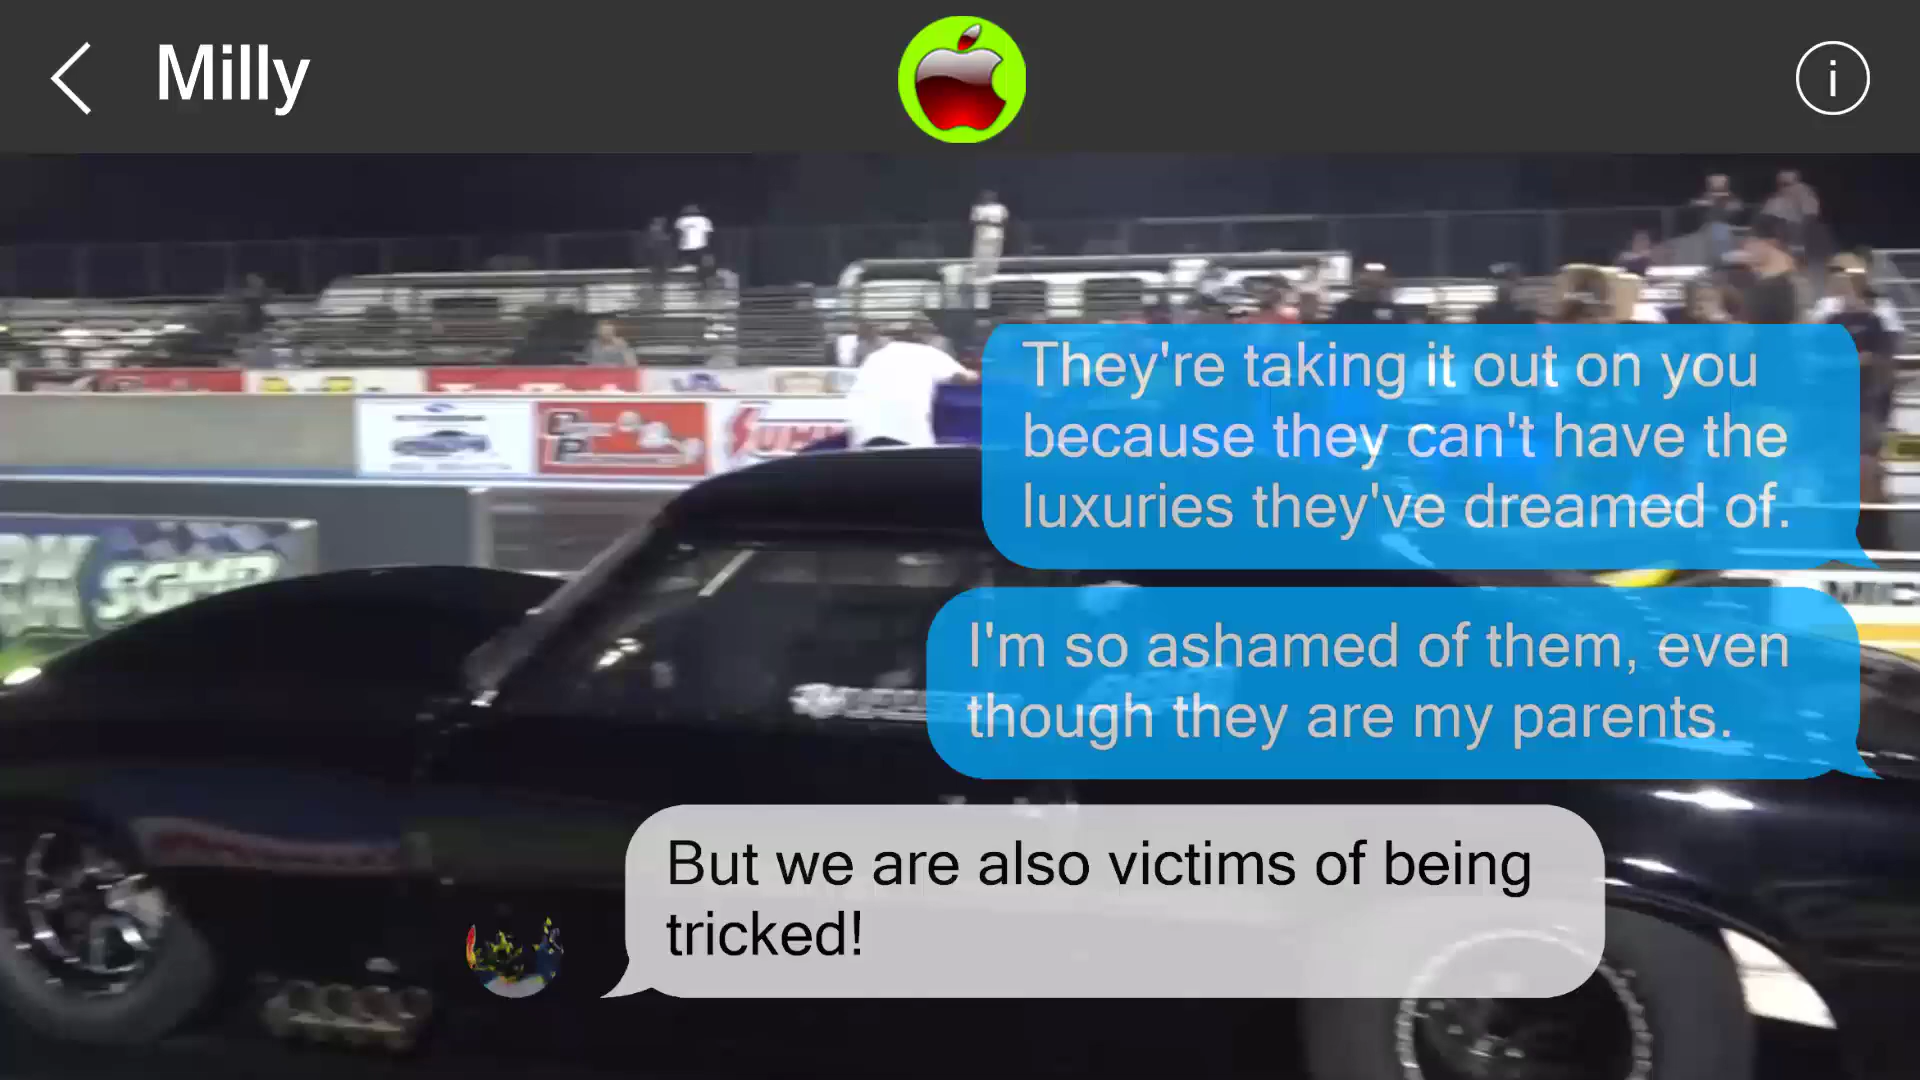 Milly
i
They're taking it out on you
because they can't have the
luxuries they've dreamed of.
I'm so ashamed of them, even
though they are my parents.
SGMP
But we are also victims of being
tricked!